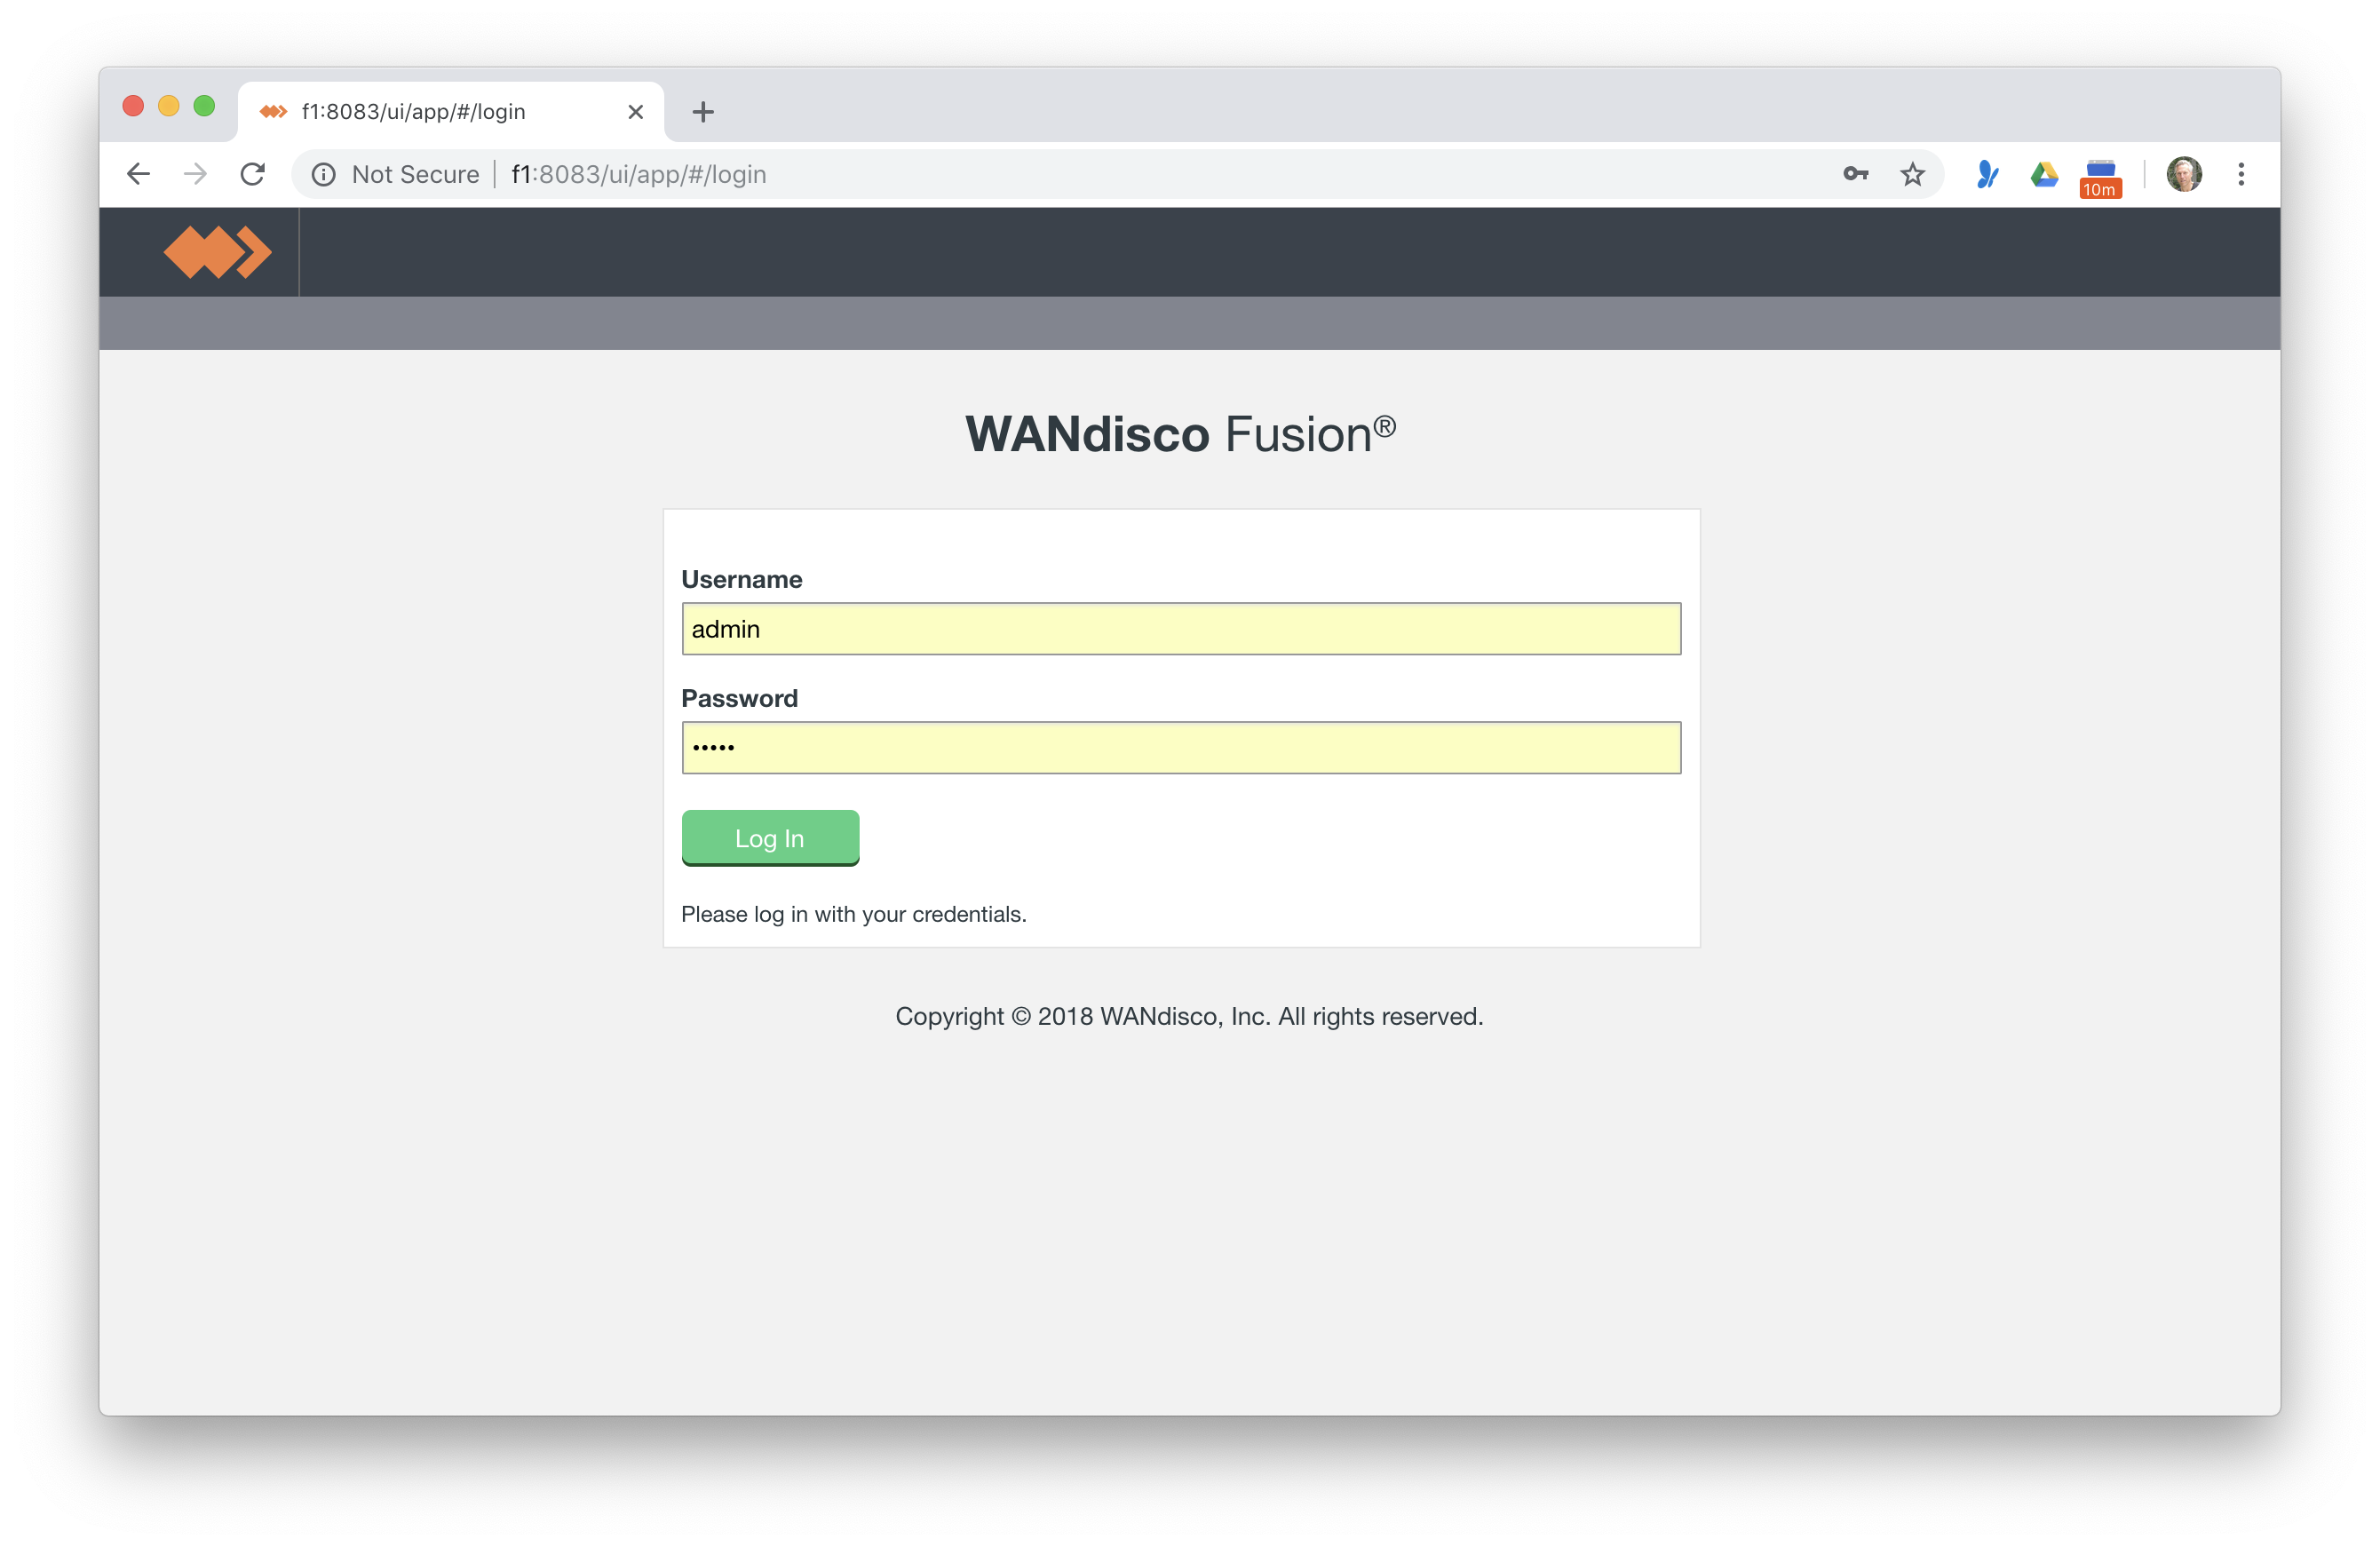 f1:8083/ui/app/#/login
Not Secure f1:8083/ui/app/#/login
10m
WANdisco Fusion®
Username
admin
Password
•••••
Log In
Please log in with your credentials.
Copyright © 2018 WANdisco, Inc. All rights reserved.